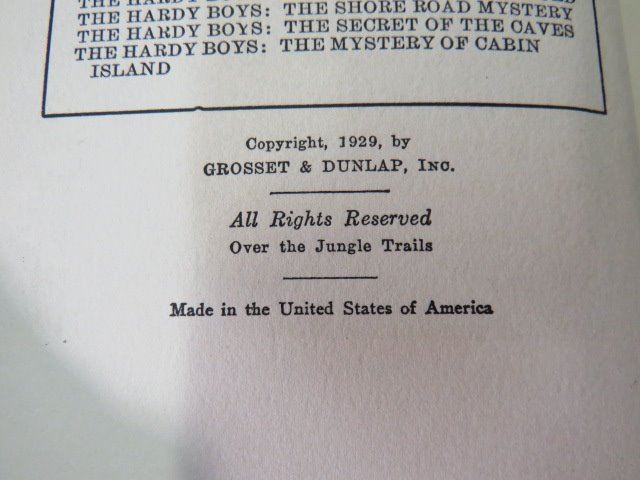 THE HARDY BOYS: THE SHORE ROAD MYSTERY
THE HARDY BOYS: THE SECRET OF THE CAVES
THE HARDY BOYS: THE MYSTERY OF CABIN
ISLAND
Copyright, 1929, by
GROSSET & DUNLAP, INC.
All Rights Reserved
Over the Jungle Trails
Made in the United States of America